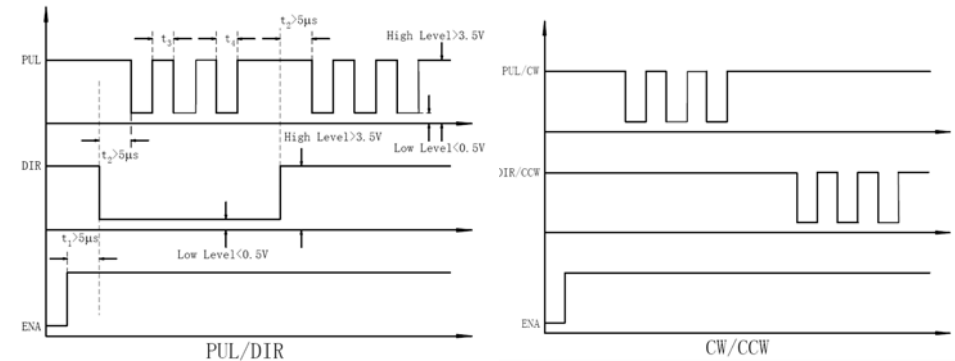 t₂>5μs
t₃
t₄
High Level>3.5V
PUL
High Level>3.5V
Low Level<0.5V
t₂>5μs
DIR
t₁>5μs
Low Level<0.5V
ENA
PUL/DIR
PUL/CW
DIR/CCW
ENA
CW/CCW